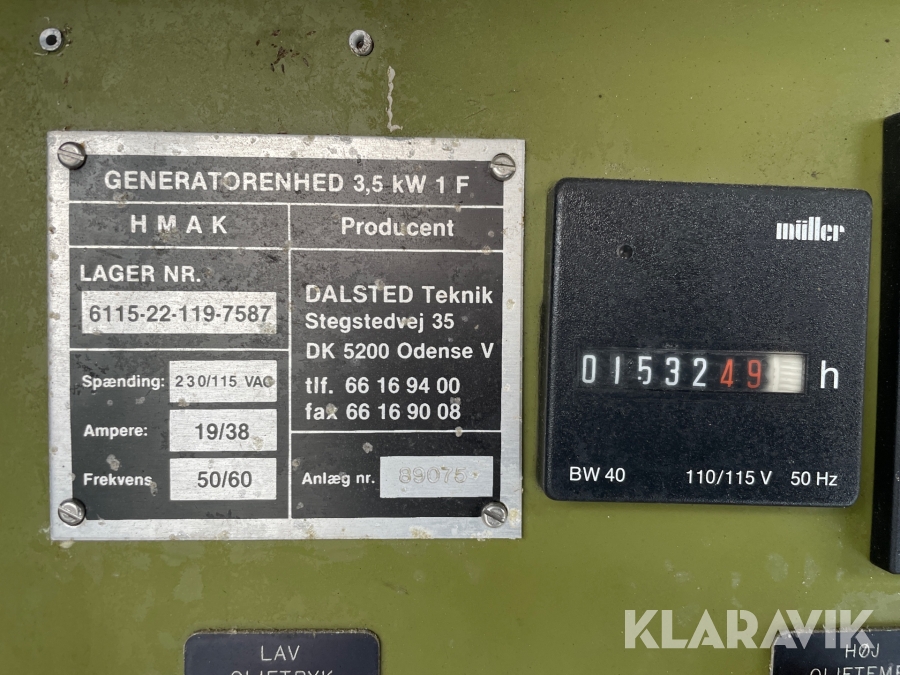 GENERATORENHED 3,5 kW 1 F
HMAK
Producent
LAGER NR.
6115-22-119-7587
DALSTED Teknik
Stegstedvej 35
DK 5200 Odense V
tlf. 66 16 94 00
fax 66 16 90 08
Spænding: 230/115 VAC
Ampere: 19/38
Frekvens 50/60
Anlæg nr. 89075
müller
0153249 h
BW 40 110/115 V 50 Hz
KLARAVIK
LAV
OLIETRYK
HØJ
OLIETEMP